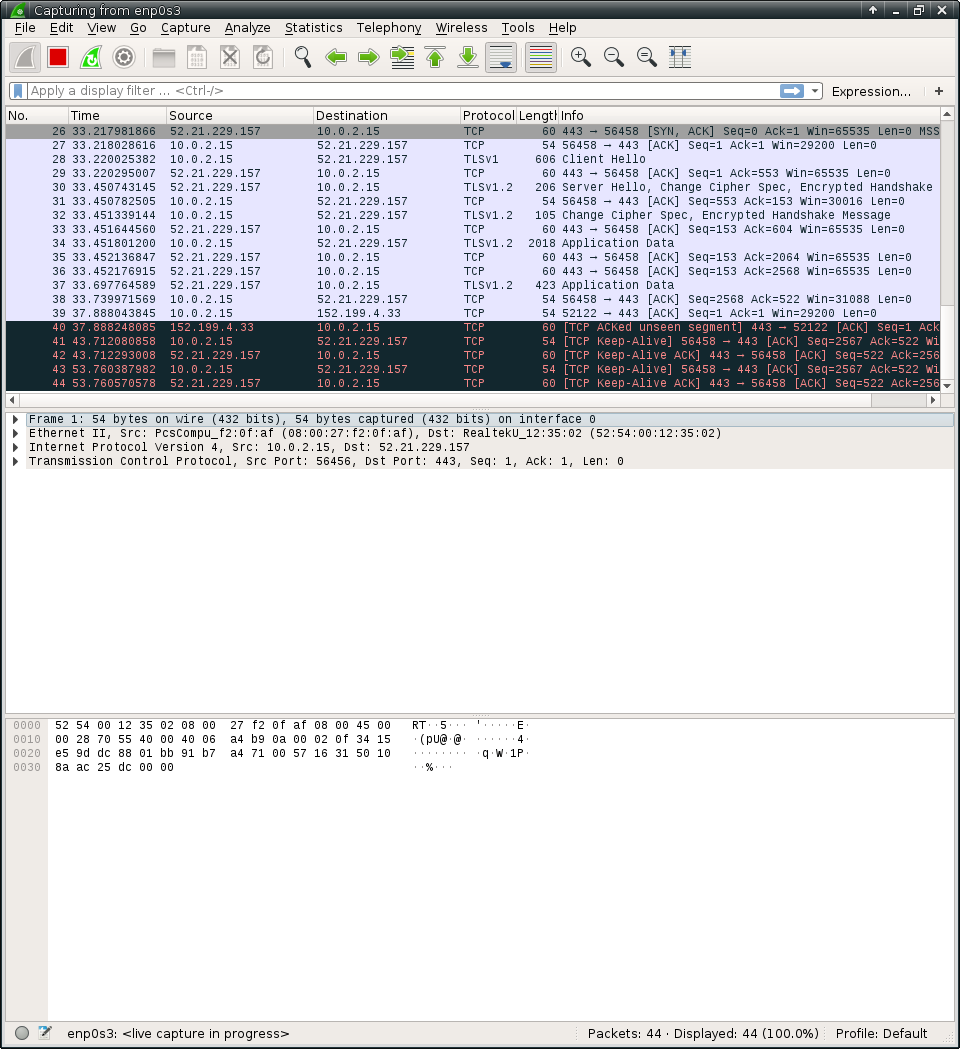 Capturing from enp0s3
File Edit View Go Capture Analyze Statistics Telephony Wireless Tools Help
Apply a display filter ... <Ctrl-/> Expression... +
No. Time Source Destination Protocol Length Info
26 33.217981866 52.21.229.157 10.0.2.15 TCP 60 443 → 56458 [SYN, ACK] Seq=0 Ack=1 Win=65535 Len=0 MSS
27 33.218028616 10.0.2.15 52.21.229.157 TCP 54 56458 → 443 [ACK] Seq=1 Ack=1 Win=29200 Len=0
28 33.220025382 10.0.2.15 52.21.229.157 TLSv1 606 Client Hello
29 33.220295007 52.21.229.157 10.0.2.15 TCP 60 443 → 56458 [ACK] Seq=1 Ack=553 Win=65535 Len=0
30 33.450743145 52.21.229.157 10.0.2.15 TLSv1.2 206 Server Hello, Change Cipher Spec, Encrypted Handshake
31 33.450782505 10.0.2.15 52.21.229.157 TCP 54 56458 → 443 [ACK] Seq=553 Ack=153 Win=30016 Len=0
32 33.451339144 10.0.2.15 52.21.229.157 TLSv1.2 105 Change Cipher Spec, Encrypted Handshake Message
33 33.451644560 52.21.229.157 10.0.2.15 TCP 60 443 → 56458 [ACK] Seq=153 Ack=604 Win=65535 Len=0
34 33.451801200 10.0.2.15 52.21.229.157 TLSv1.2 2018 Application Data
35 33.452136847 52.21.229.157 10.0.2.15 TCP 60 443 → 56458 [ACK] Seq=153 Ack=2064 Win=65535 Len=0
36 33.452176915 52.21.229.157 10.0.2.15 TCP 60 443 → 56458 [ACK] Seq=153 Ack=2568 Win=65535 Len=0
37 33.697764589 52.21.229.157 10.0.2.15 TLSv1.2 423 Application Data
38 33.739971569 10.0.2.15 52.21.229.157 TCP 54 56458 → 443 [ACK] Seq=2568 Ack=522 Win=31088 Len=0
39 37.888043845 10.0.2.15 152.199.4.33 TCP 54 52122 → 443 [ACK] Seq=1 Ack=1 Win=29200 Len=0
40 37.888248085 152.199.4.33 10.0.2.15 TCP 60 [TCP ACKed unseen segment] 443 → 52122 [ACK] Seq=1 Ack
41 43.712080858 10.0.2.15 52.21.229.157 TCP 54 [TCP Keep-Alive] 56458 → 443 [ACK] Seq=2567 Ack=522 Wi
42 43.712293008 52.21.229.157 10.0.2.15 TCP 60 [TCP Keep-Alive ACK] 443 → 56458 [ACK] Seq=522 Ack=256
43 53.760387982 10.0.2.15 52.21.229.157 TCP 54 [TCP Keep-Alive] 56458 → 443 [ACK] Seq=2567 Ack=522 Wi
44 53.760570578 52.21.229.157 10.0.2.15 TCP 60 [TCP Keep-Alive ACK] 443 → 56458 [ACK] Seq=522 Ack=256
Frame 1: 54 bytes on wire (432 bits), 54 bytes captured (432 bits) on interface 0
Ethernet II, Src: PcsCompu_f2:0f:af (08:00:27:f2:0f:af), Dst: RealtekU_12:35:02 (52:54:00:12:35:02)
Internet Protocol Version 4, Src: 10.0.2.15, Dst: 52.21.229.157
Transmission Control Protocol, Src Port: 56456, Dst Port: 443, Seq: 1, Ack: 1, Len: 0
0000 52 54 00 12 35 02 08 00 27 f2 0f af 08 00 45 00 RT··5··· '·····E·
0010 00 28 70 55 40 00 40 06 a4 b9 0a 00 02 0f 34 15 ·(pU@·@· ······4·
0020 e5 9d dc 88 01 bb 91 b7 a4 71 00 57 16 31 50 10 ········ ·q·W·1P·
0030 8a ac 25 dc 00 00 ··%···
enp0s3: <live capture in progress> Packets: 44 · Displayed: 44 (100.0%) Profile: Default